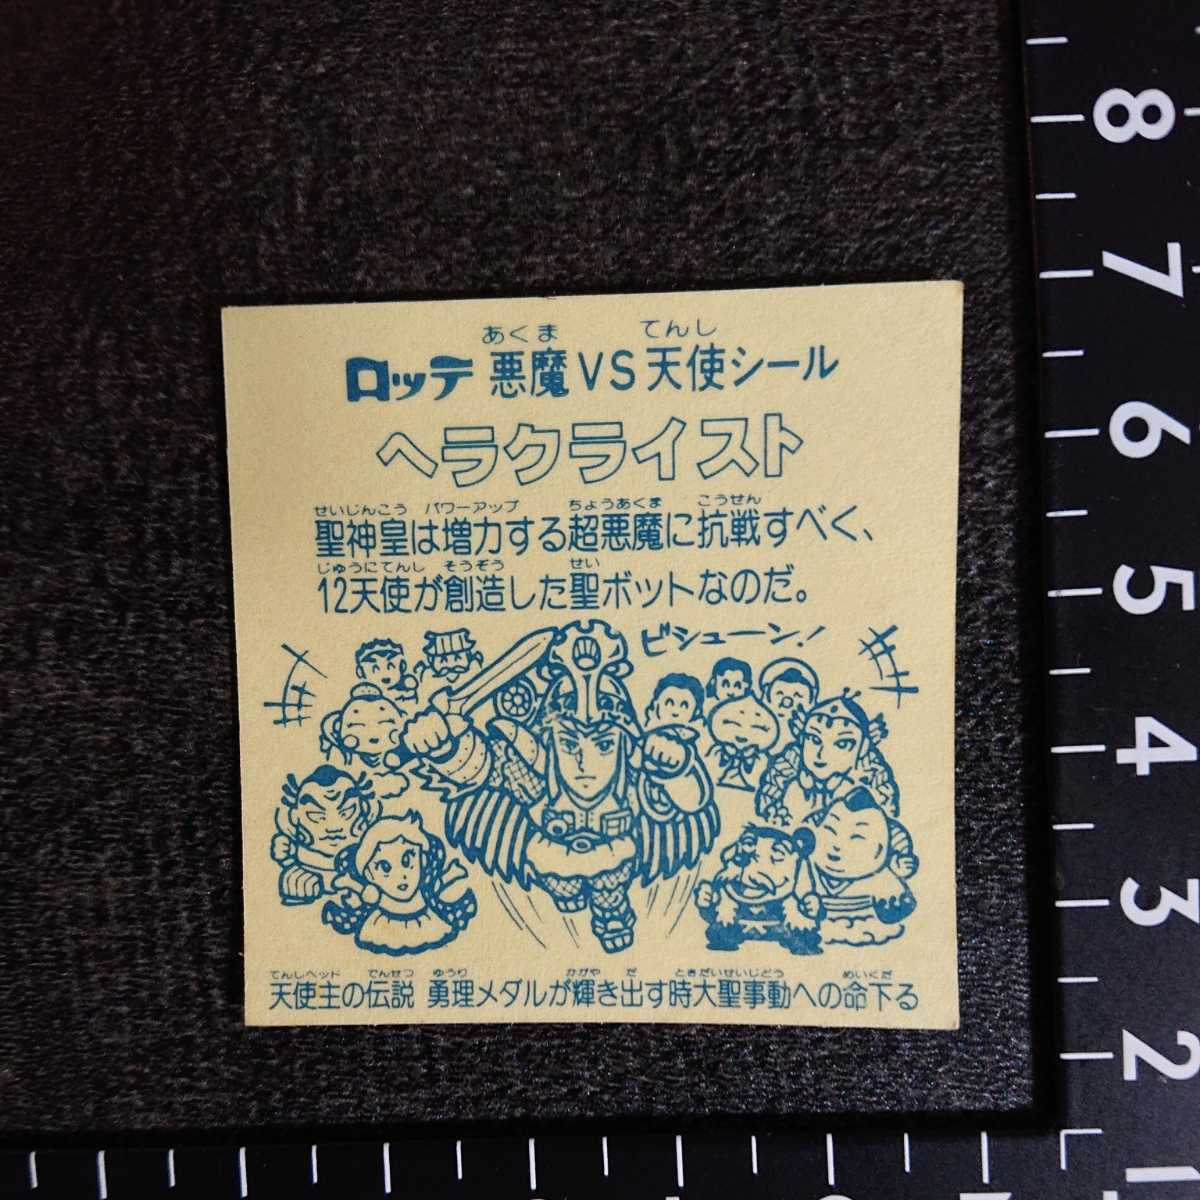 あくま てんし
ロッテ 悪魔VS天使シール
ヘラクライスト
せいじんこう パワーアップ ちょうあくま こうせん
聖神皇は増力する超悪魔に抗戦すべく、
じゅうにてんし そうぞう せい
12天使が創造した聖ボットなのだ。
ビシューン!
てんしヘッド でんせつ ゆうり かがや だ ときだいせいじどう めいくだ
天使主の伝説 勇理メダルが輝き出す時大聖事動への命下る
8
7
6
5
4
3
2
1